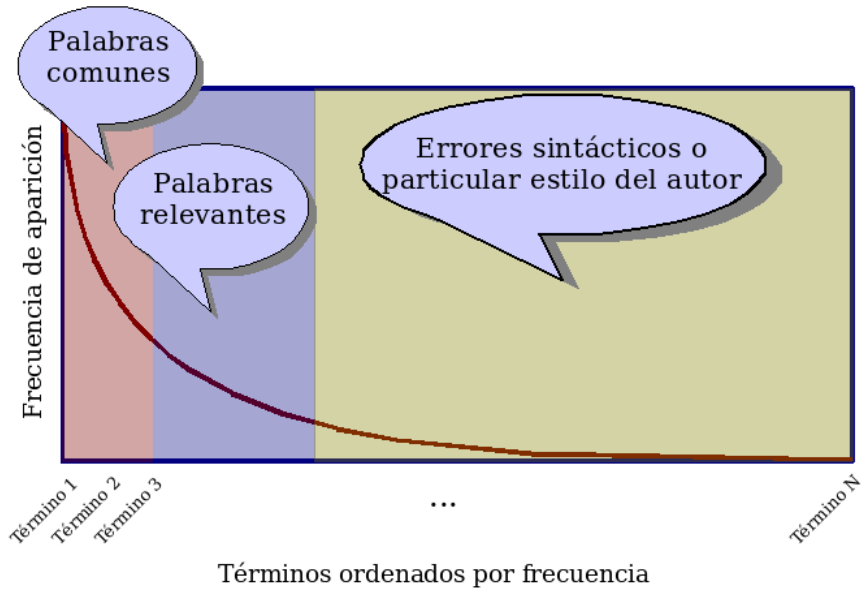 Palabras
comunes
Palabras
relevantes
Errores sintácticos o
particular estilo del autor
Frecuencia de aparición
Término 1
Término 2
Término 3
...
Término N
Términos ordenados por frecuencia